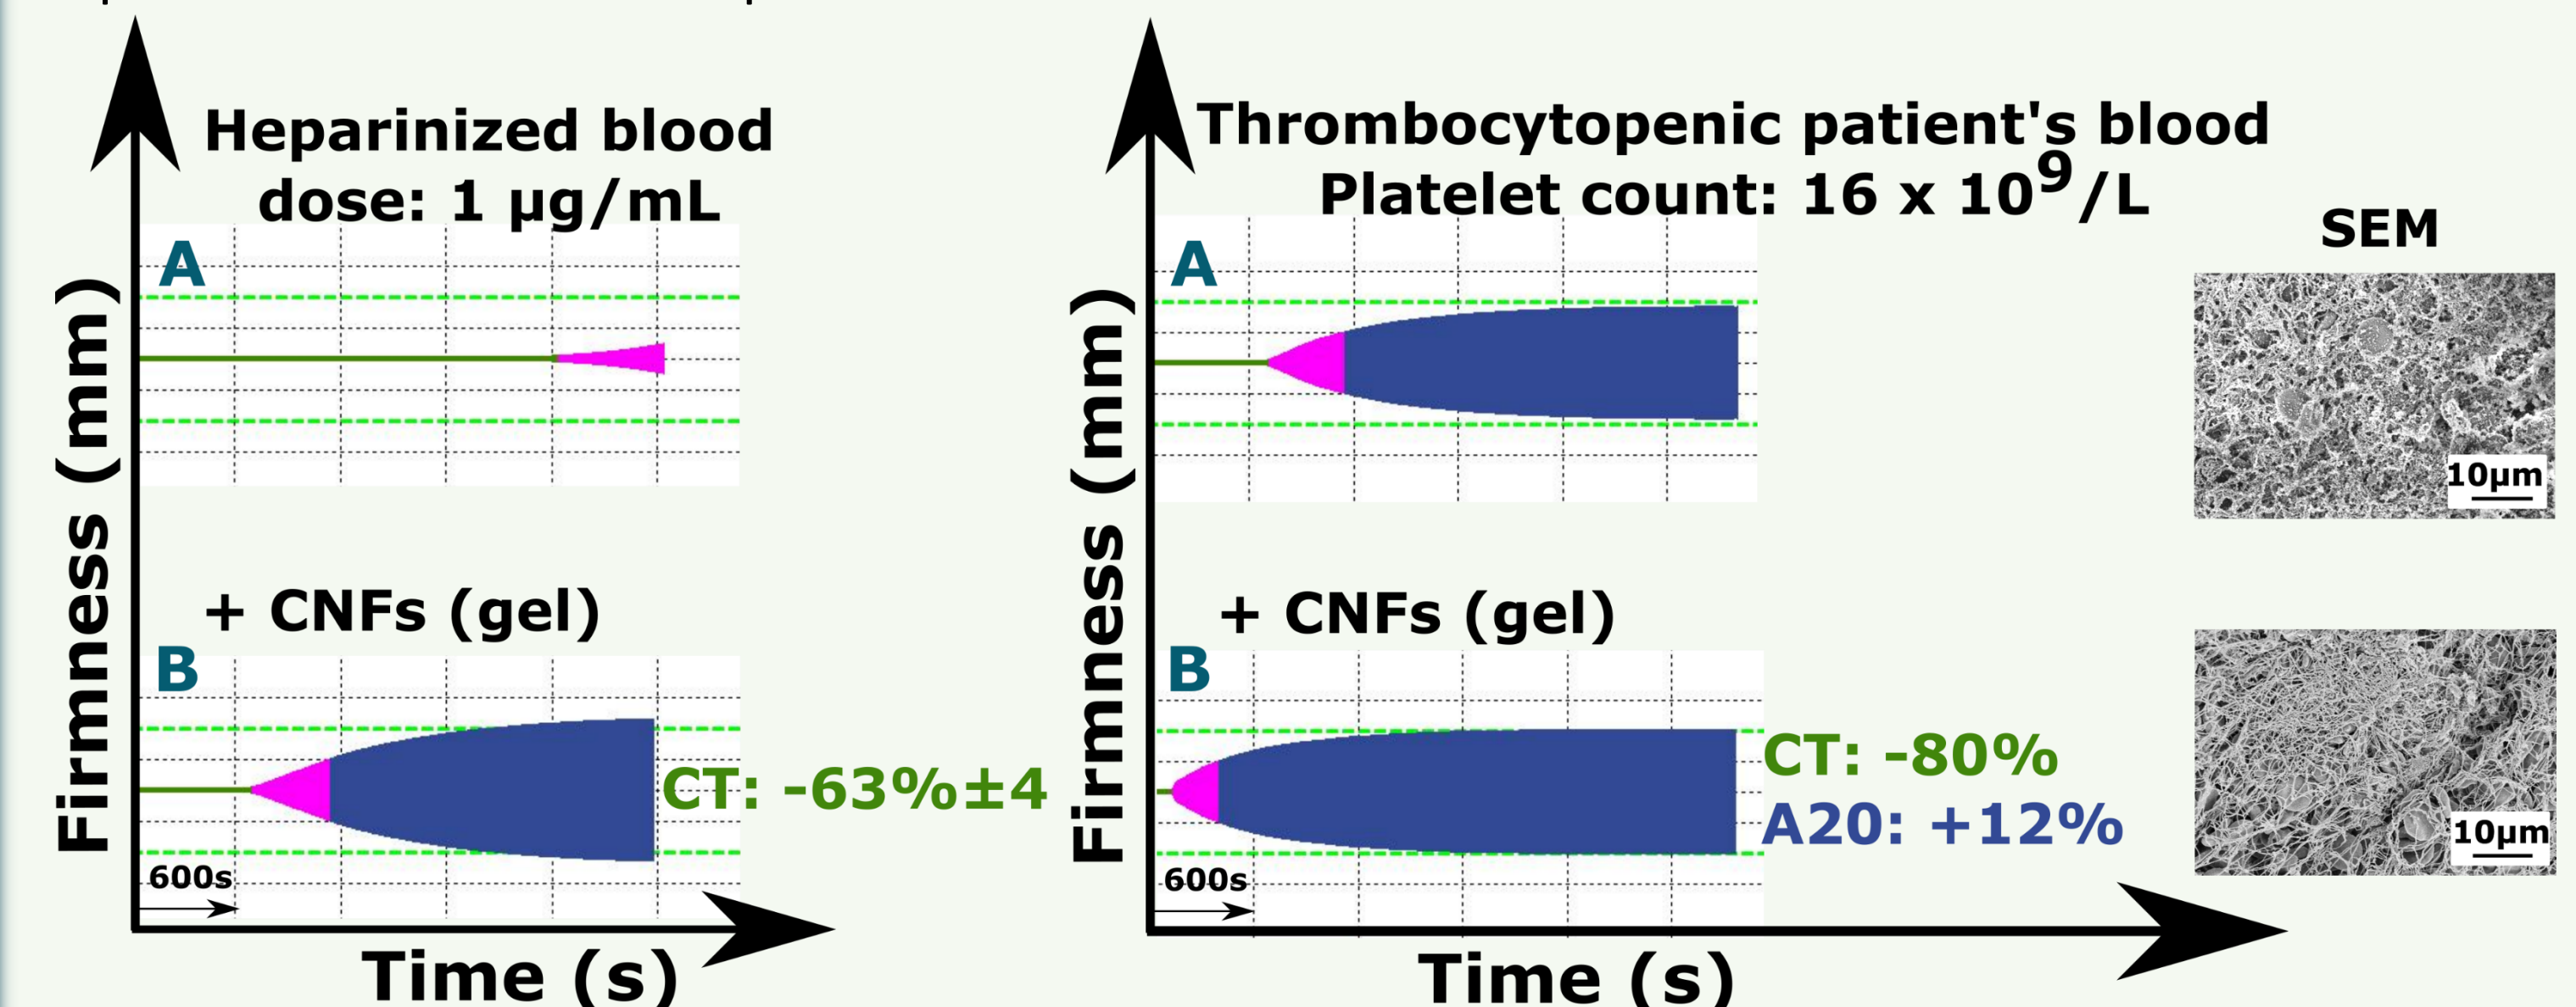 Heparinized blood
dose: 1 µg/mL
A
Firmness (mm)
+ CNFs (gel)
B
CT: -63%±4
600s
Time (s)
Thrombocytopenic patient's blood
Platelet count: 16 x 10⁹/L
A
Firmness (mm)
+ CNFs (gel)
B
CT: -80%
A20: +12%
600s
Time (s)
SEM
10µm
10µm